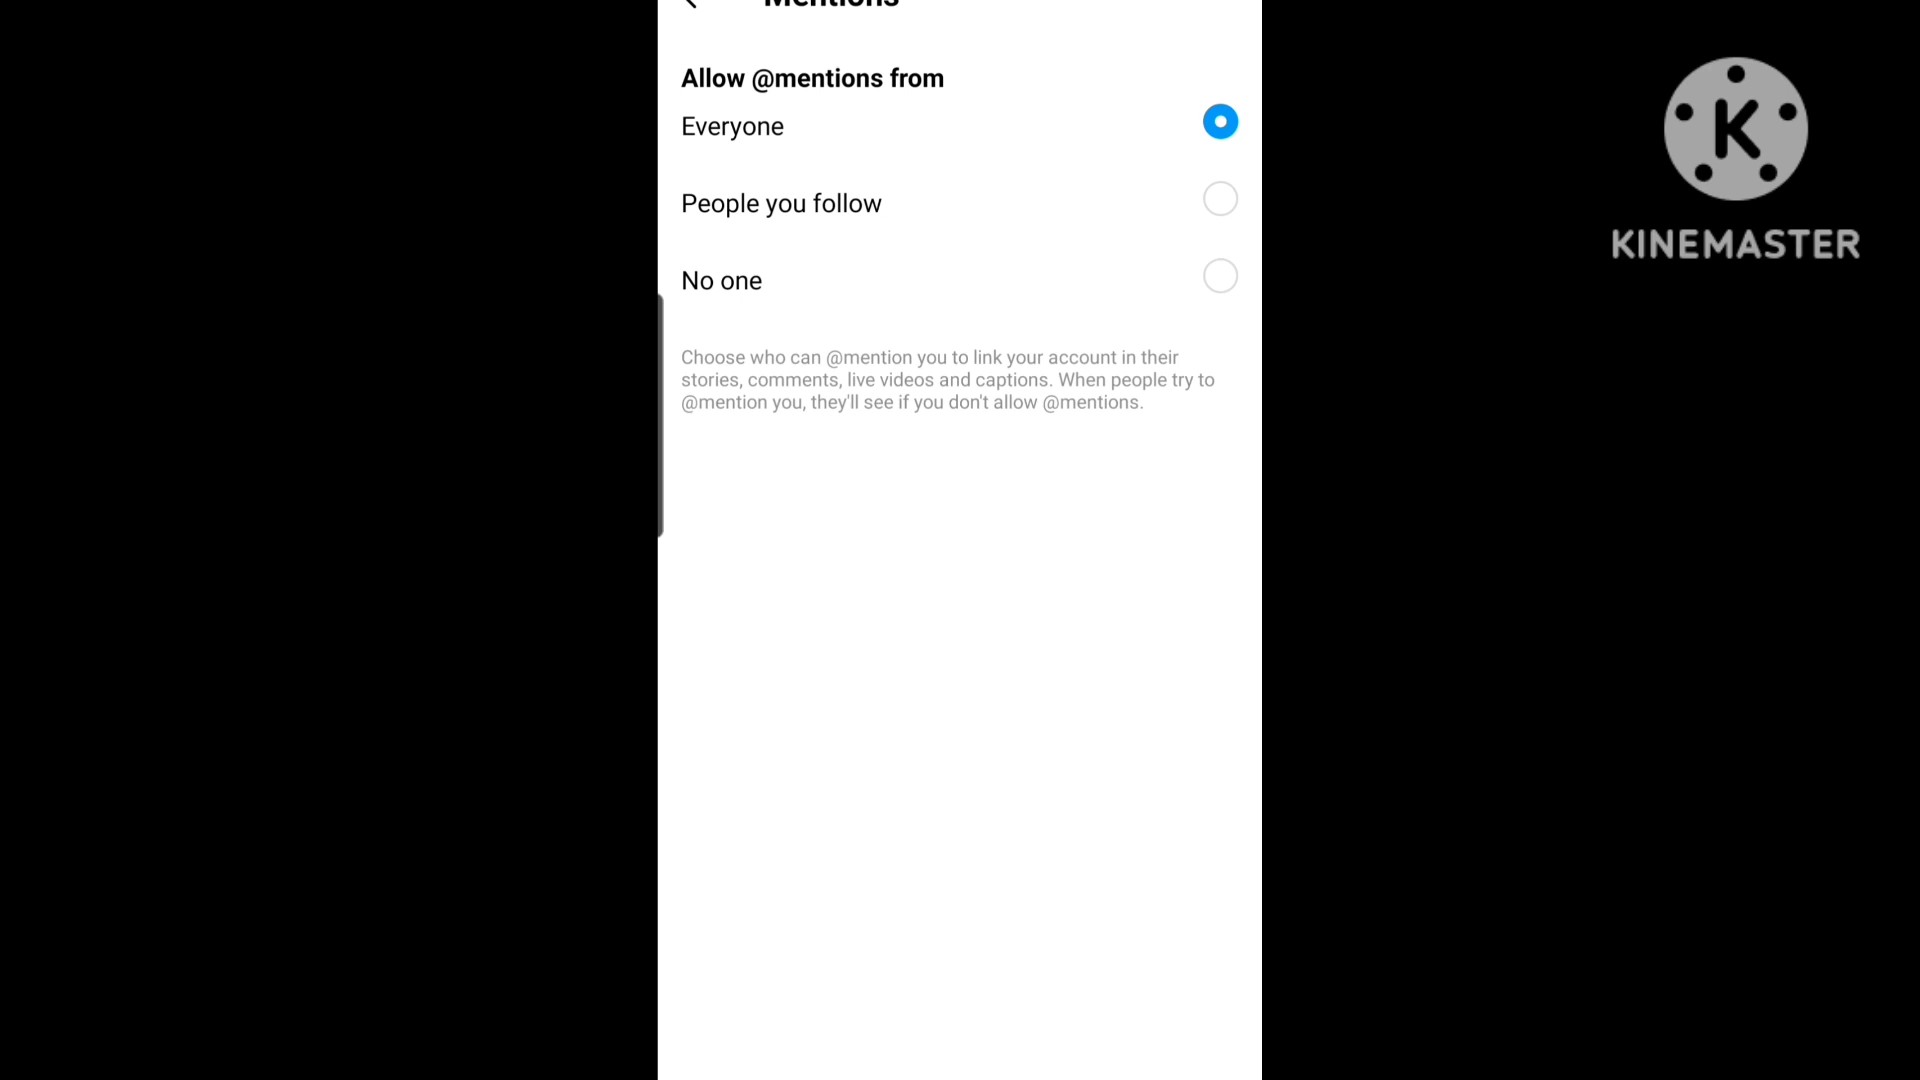 Mentions
Allow @mentions from
Everyone
People you follow
No one
Choose who can @mention you to link your account in their
stories, comments, live videos and captions. When people try to
@mention you, they'll see if you don't allow @mentions.
K
KINEMASTER